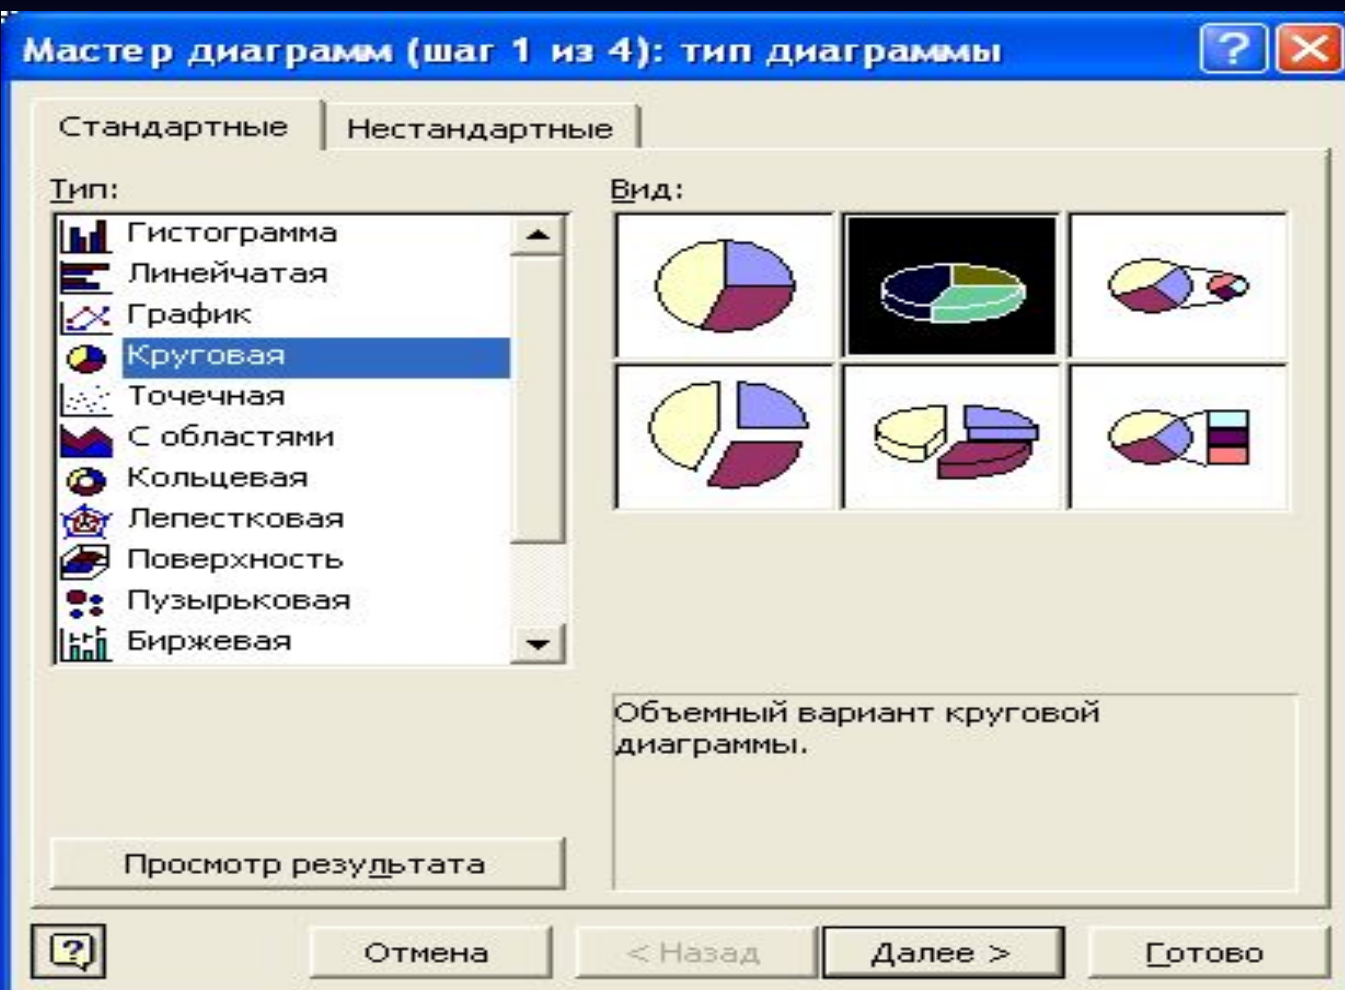 Мастер диаграмм (шаг 1 из 4): тип диаграммы
Стандартные
Нестандартные
Тип:
Гистограмма
Линейчатая
График
Круговая
Точечная
С областями
Кольцевая
Лепестковая
Поверхность
Пузырьковая
Биржевая
Вид:
Объемный вариант круговой
диаграммы.
Просмотр результата
Отмена
< Назад
Далее >
Готово